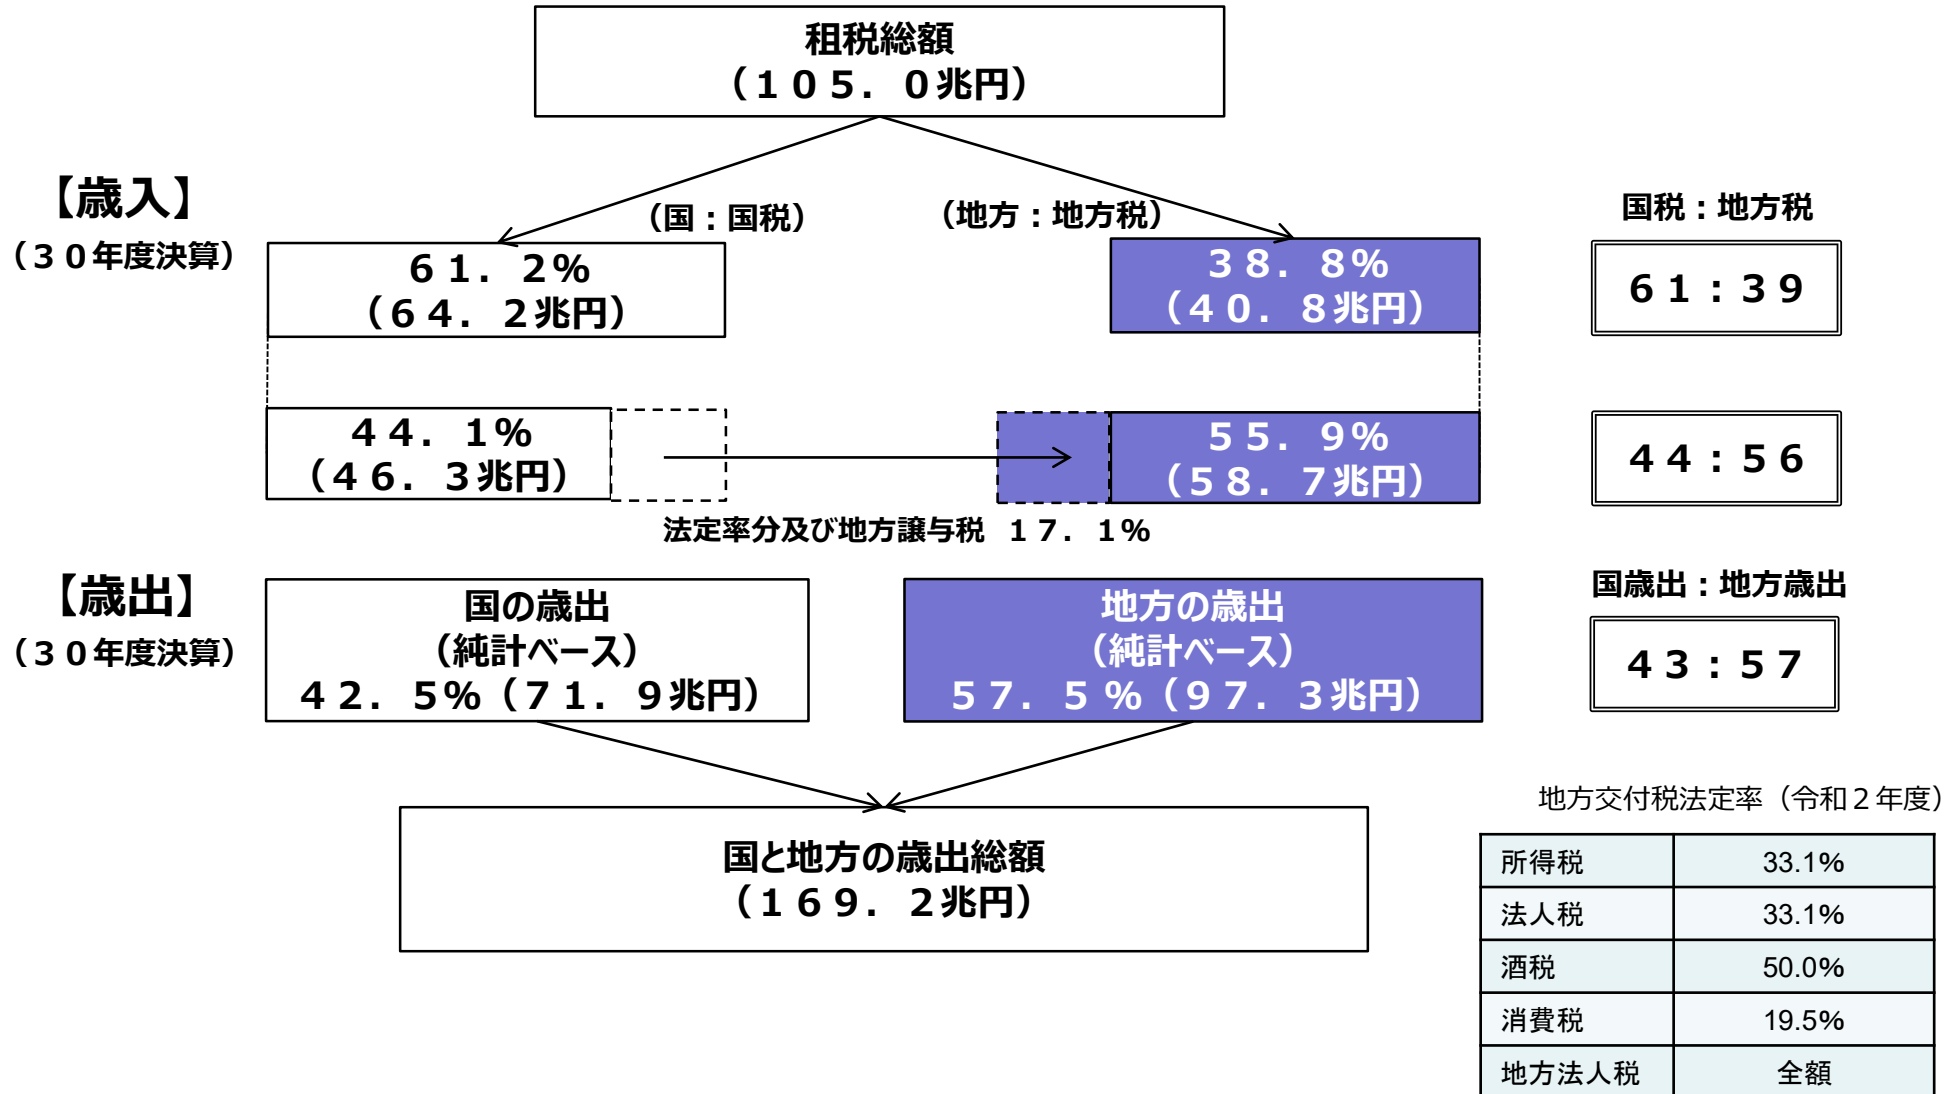 租税総額
（１０５．０兆円）
【歳入】
（３０年度決算）
（国：国税）
（地方：地方税）
国税：地方税
６１．２％
（６４．２兆円）
３８．８％
（４０．８兆円）
６１：３９
４４．１％
（４６．３兆円）
５５．９％
（５８．７兆円）
４４：５６
法定率分及び地方譲与税 １７．１％
【歳出】
（３０年度決算）
国の歳出
（純計ベース）
４２．５％（７１．９兆円）
地方の歳出
（純計ベース）
５７．５％（９７．３兆円）
国歳出：地方歳出
４３：５７
国と地方の歳出総額
（１６９．２兆円）
地方交付税法定率（令和２年度）
所得税 33.1%
法人税 33.1%
酒税 50.0%
消費税 19.5%
地方法人税 全額